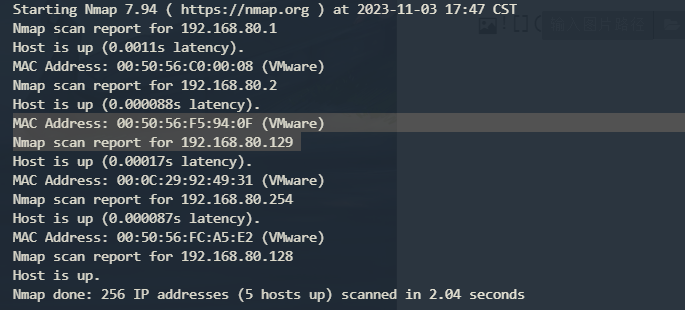 Starting Nmap 7.94 ( https://nmap.org ) at 2023-11-03 17:47 CST
Nmap scan report for 192.168.80.1
Host is up (0.0011s latency).
MAC Address: 00:50:56:C0:00:08 (VMware)
Nmap scan report for 192.168.80.2
Host is up (0.000088s latency).
MAC Address: 00:50:56:F5:94:0F (VMware)
Nmap scan report for 192.168.80.129
Host is up (0.00017s latency).
MAC Address: 00:0C:29:92:49:31 (VMware)
Nmap scan report for 192.168.80.254
Host is up (0.000087s latency).
MAC Address: 00:50:56:FC:A5:E2 (VMware)
Nmap scan report for 192.168.80.128
Host is up.
Nmap done: 256 IP addresses (5 hosts up) scanned in 2.04 seconds